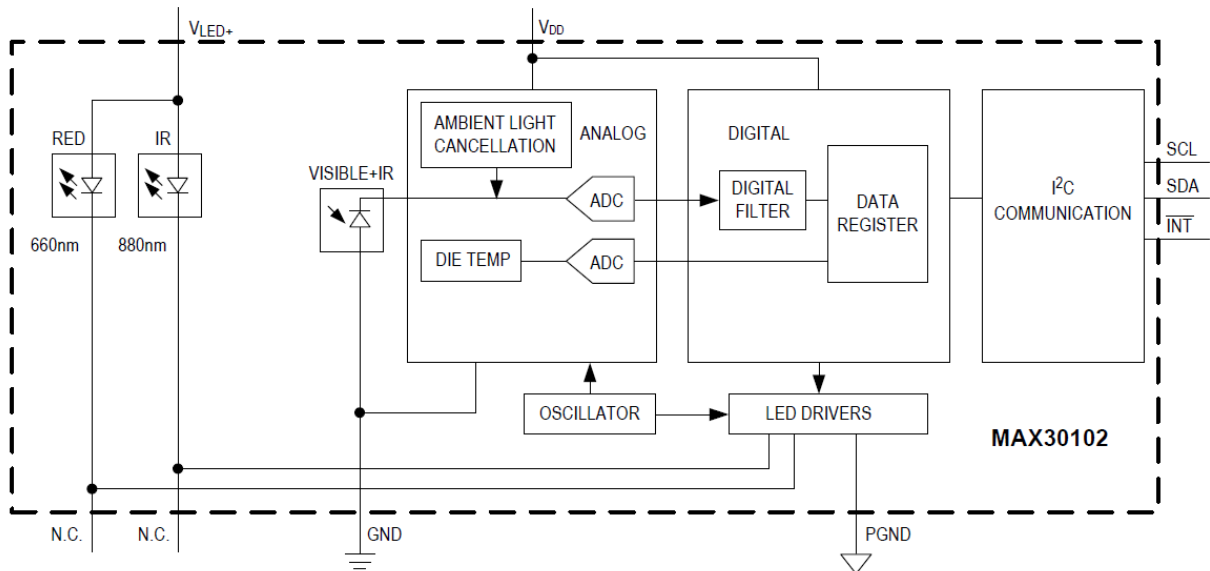 VLED+
VDD
RED
IR
660nm
880nm
VISIBLE+IR
AMBIENT LIGHT
CANCELLATION
ANALOG
ADC
DIE TEMP
ADC
DIGITAL
DIGITAL
FILTER
DATA
REGISTER
I2C
COMMUNICATION
SCL
SDA
INT
OSCILLATOR
LED DRIVERS
MAX30102
N.C.
N.C.
GND
PGND